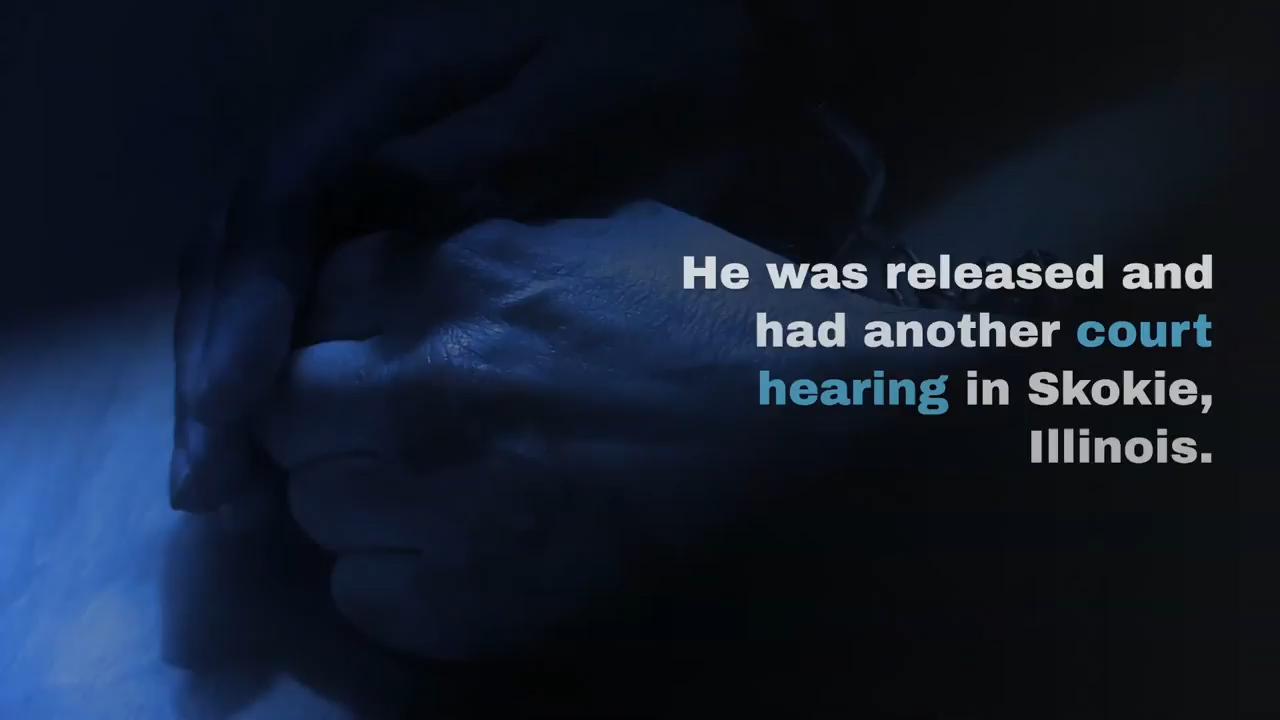 He was released and
had another court
hearing in Skokie,
Illinois.